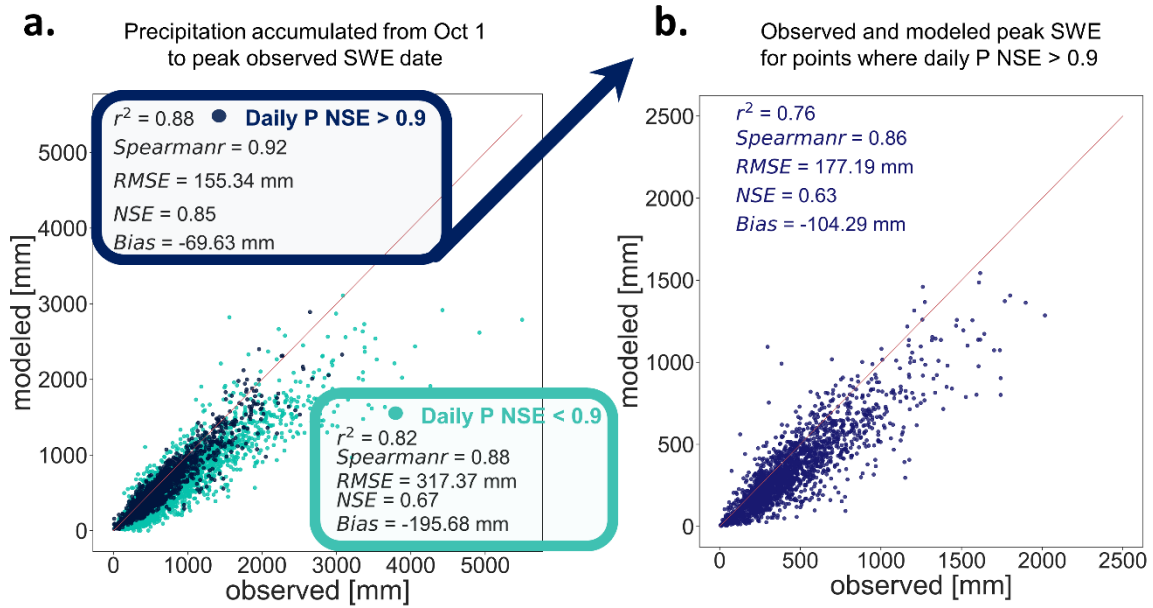 a.
Precipitation accumulated from Oct 1
to peak observed SWE date
r² = 0.88 Daily P NSE > 0.9
Spearmanr = 0.92
RMSE = 155.34 mm
NSE = 0.85
Bias = -69.63 mm
Daily P NSE < 0.9
r² = 0.82
Spearmanr = 0.88
RMSE = 317.37 mm
NSE = 0.67
Bias = -195.68 mm
modeled [mm]
5000
4000
3000
2000
1000
0
0 1000 2000 3000 4000 5000
observed [mm]
b.
Observed and modeled peak SWE
for points where daily P NSE > 0.9
r² = 0.76
Spearmanr = 0.86
RMSE = 177.19 mm
NSE = 0.63
Bias = -104.29 mm
modeled [mm]
2500
2000
1500
1000
500
0
0 500 1000 1500 2000 2500
observed [mm]